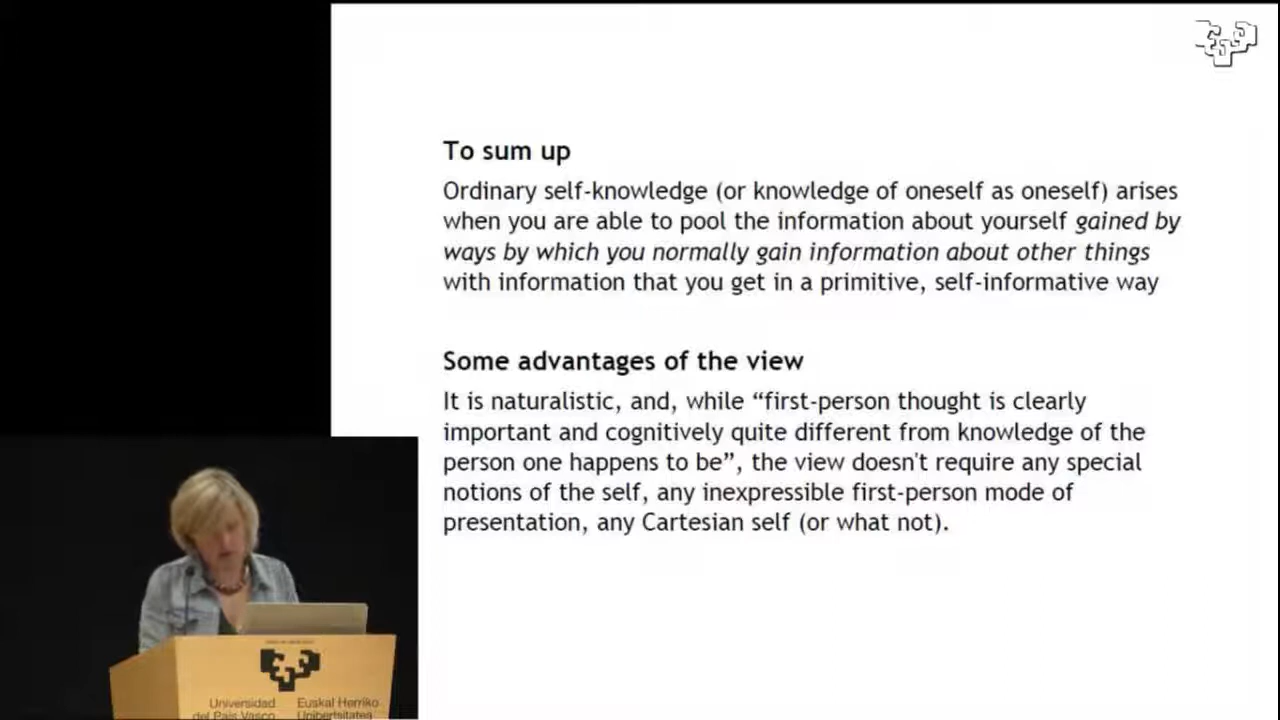 To sum up
Ordinary self-knowledge (or knowledge of oneself as oneself) arises
when you are able to pool the information about yourself gained by
ways by which you normally gain information about other things
with information that you get in a primitive, self-informative way
Some advantages of the view
It is naturalistic, and, while “first-person thought is clearly
important and cognitively quite different from knowledge of the
person one happens to be”, the view doesn't require any special
notions of the self, any inexpressible first-person mode of
presentation, any Cartesian self (or what not).
Universidad Euskal Herriko
del País Vasco Unibertsitatea